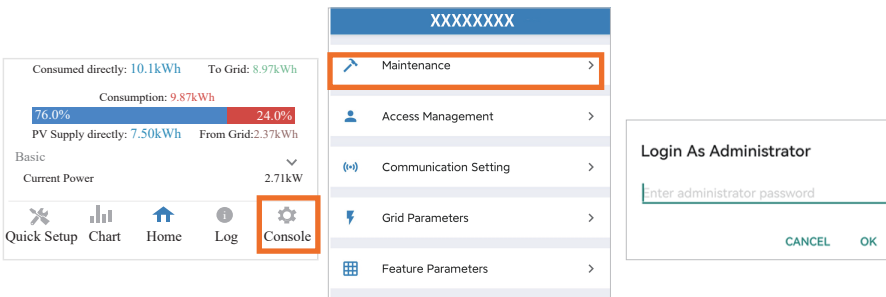 Consumed directly: 10.1kWh To Grid: 8.97kWh
Consumption: 9.87kWh
76.0% 24.0%
PV Supply directly: 7.50kWh From Grid:2.37kWh
Basic
Current Power 2.71kW
Quick Setup Chart Home Log Console
XXXXXXXX
Maintenance
Access Management
Communication Setting
Grid Parameters
Feature Parameters
Login As Administrator
Enter administrator password
CANCEL OK